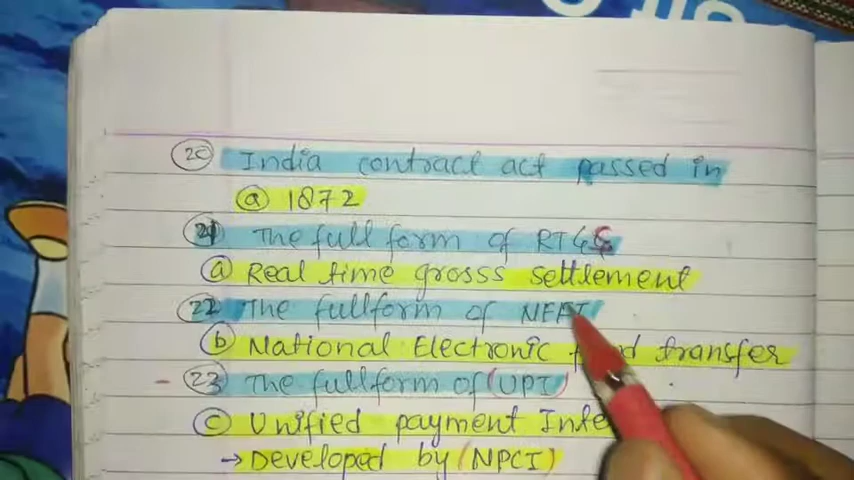 20 India contract act passed in
a 1872
21 The full form of RTGS
a Real time grosss settlement
22 The fullform of NEFT
b National Electronic fund transfer
23 The fullform of (UPI)
c Unified payment Inte
→ Developed by (NPCI)